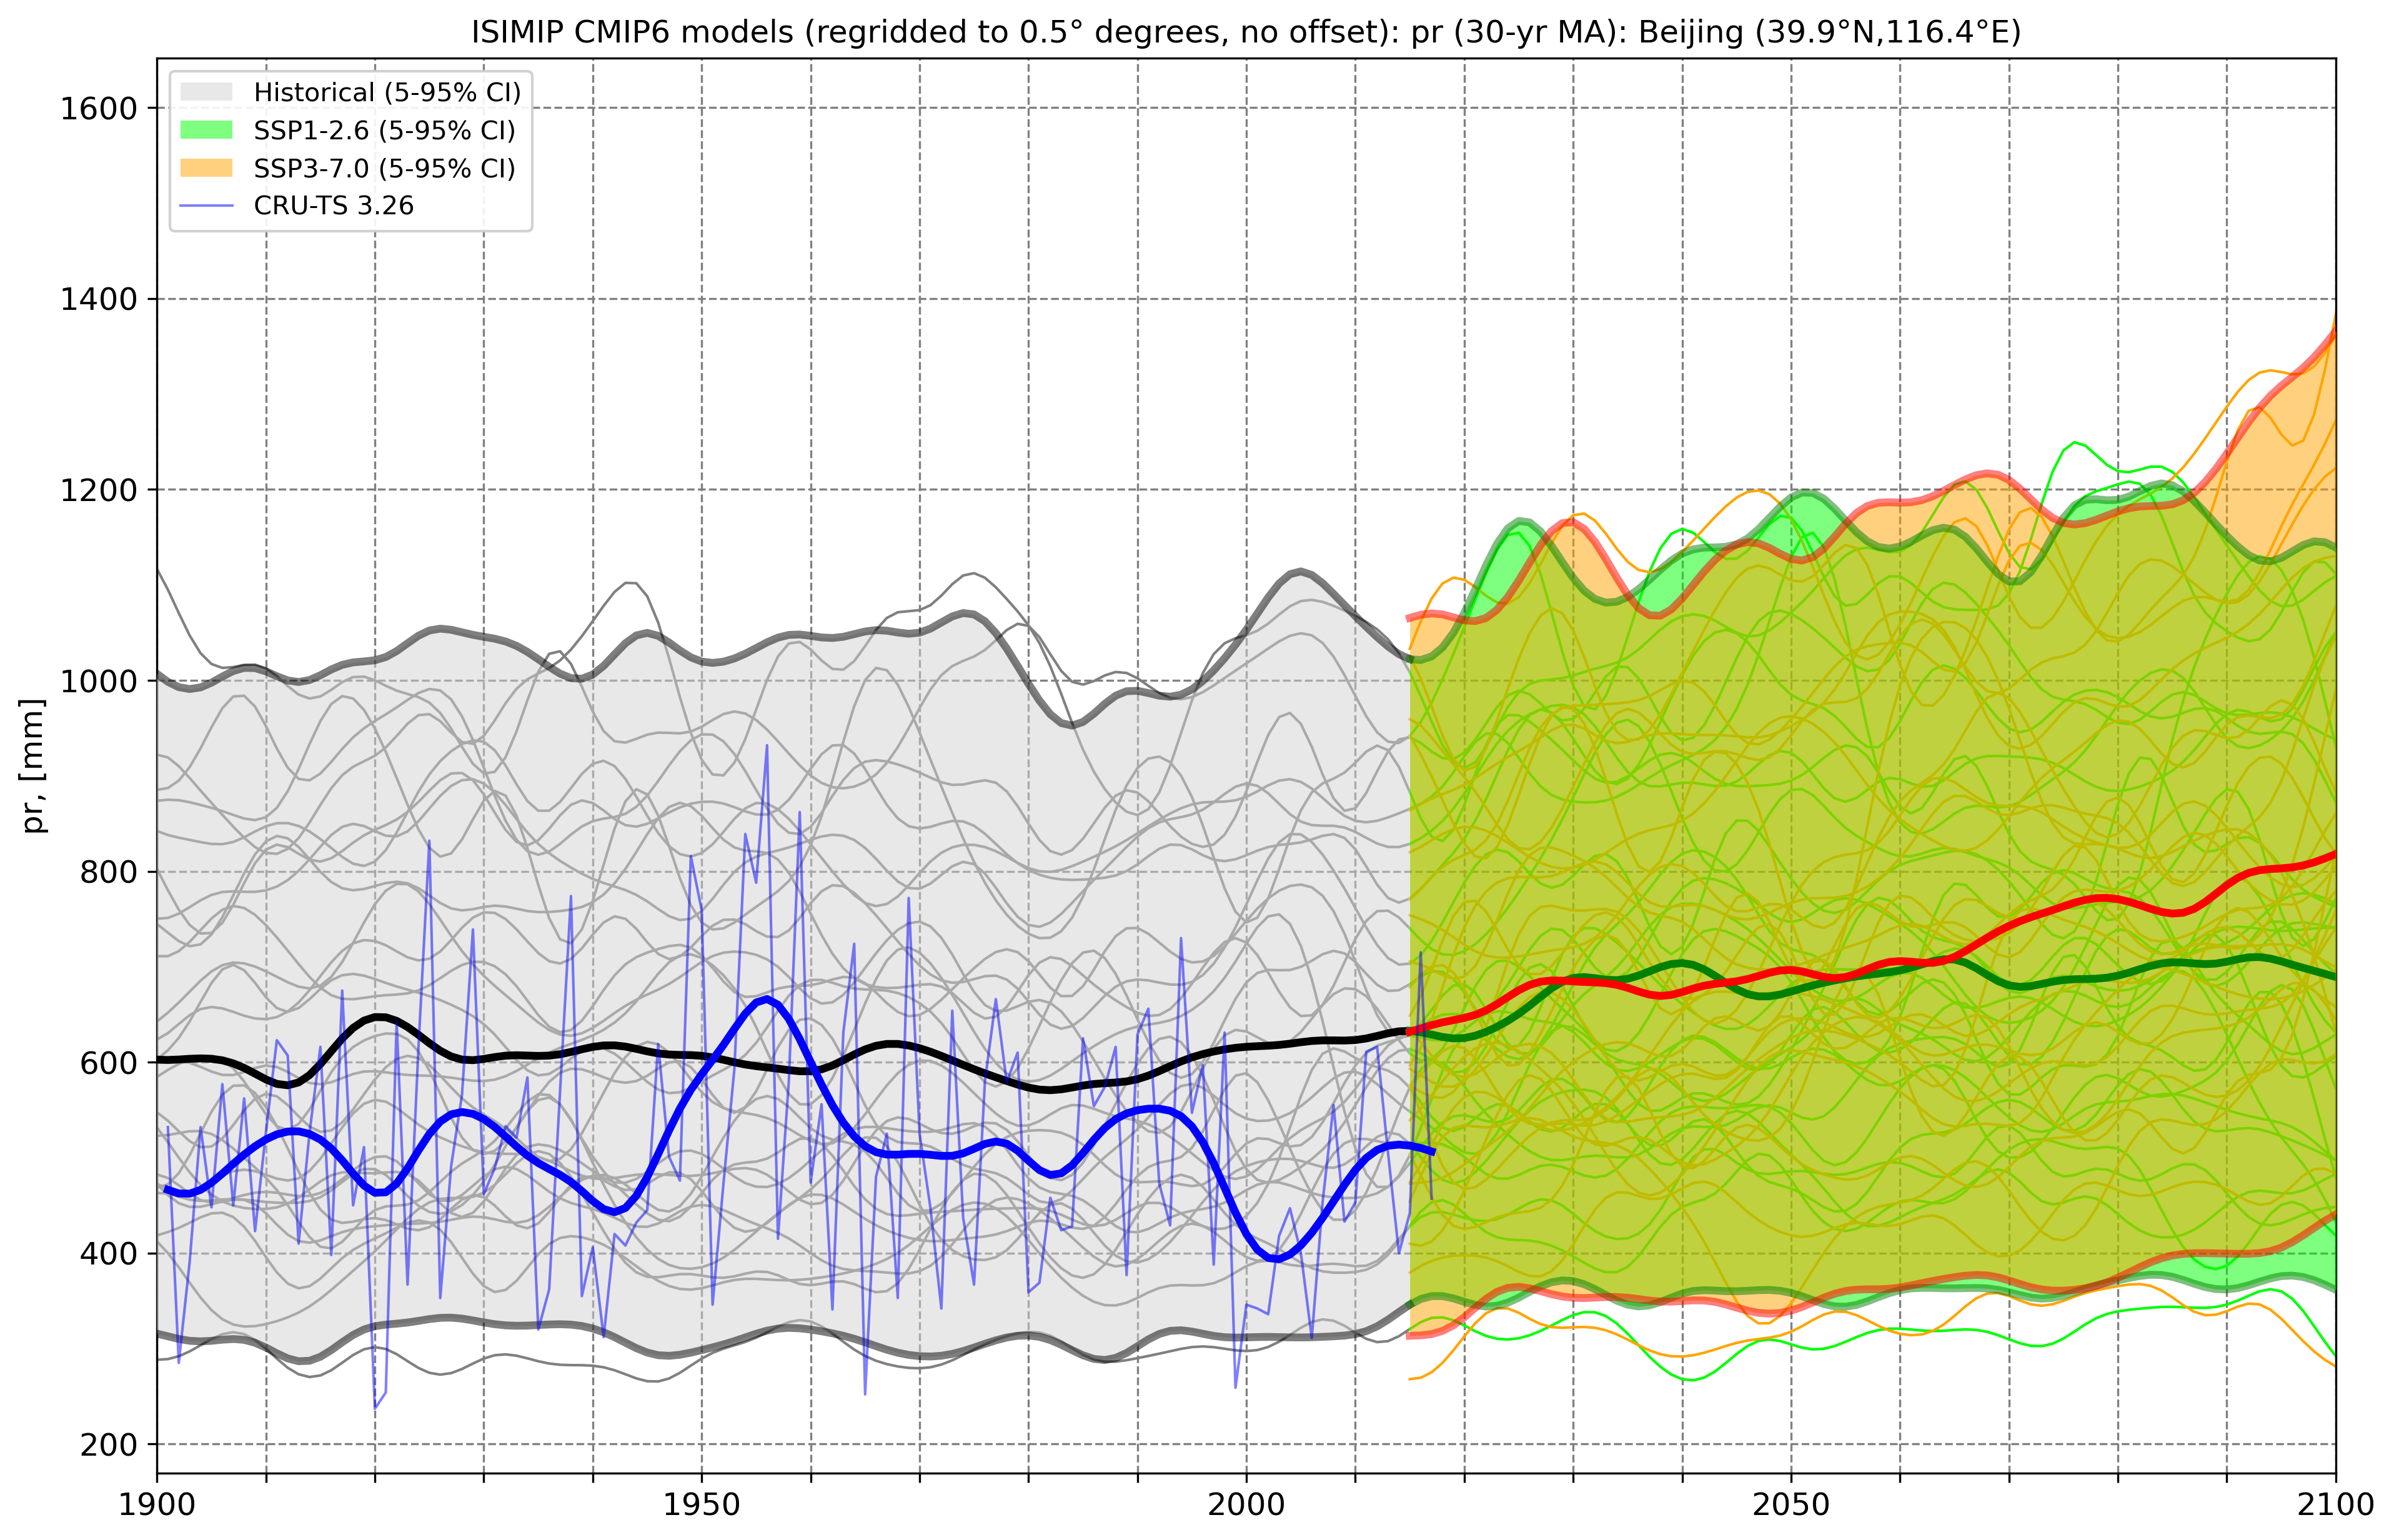 ISIMIP CMIP6 models (regridded to 0.5° degrees, no offset): pr (30-yr MA): Beijing (39.9°N,116.4°E)
Historical (5-95% CI)
SSP1-2.6 (5-95% CI)
SSP3-7.0 (5-95% CI)
CRU-TS 3.26
pr, [mm]
1600
1400
1200
1000
800
600
400
200
1900 1950 2000 2050 2100